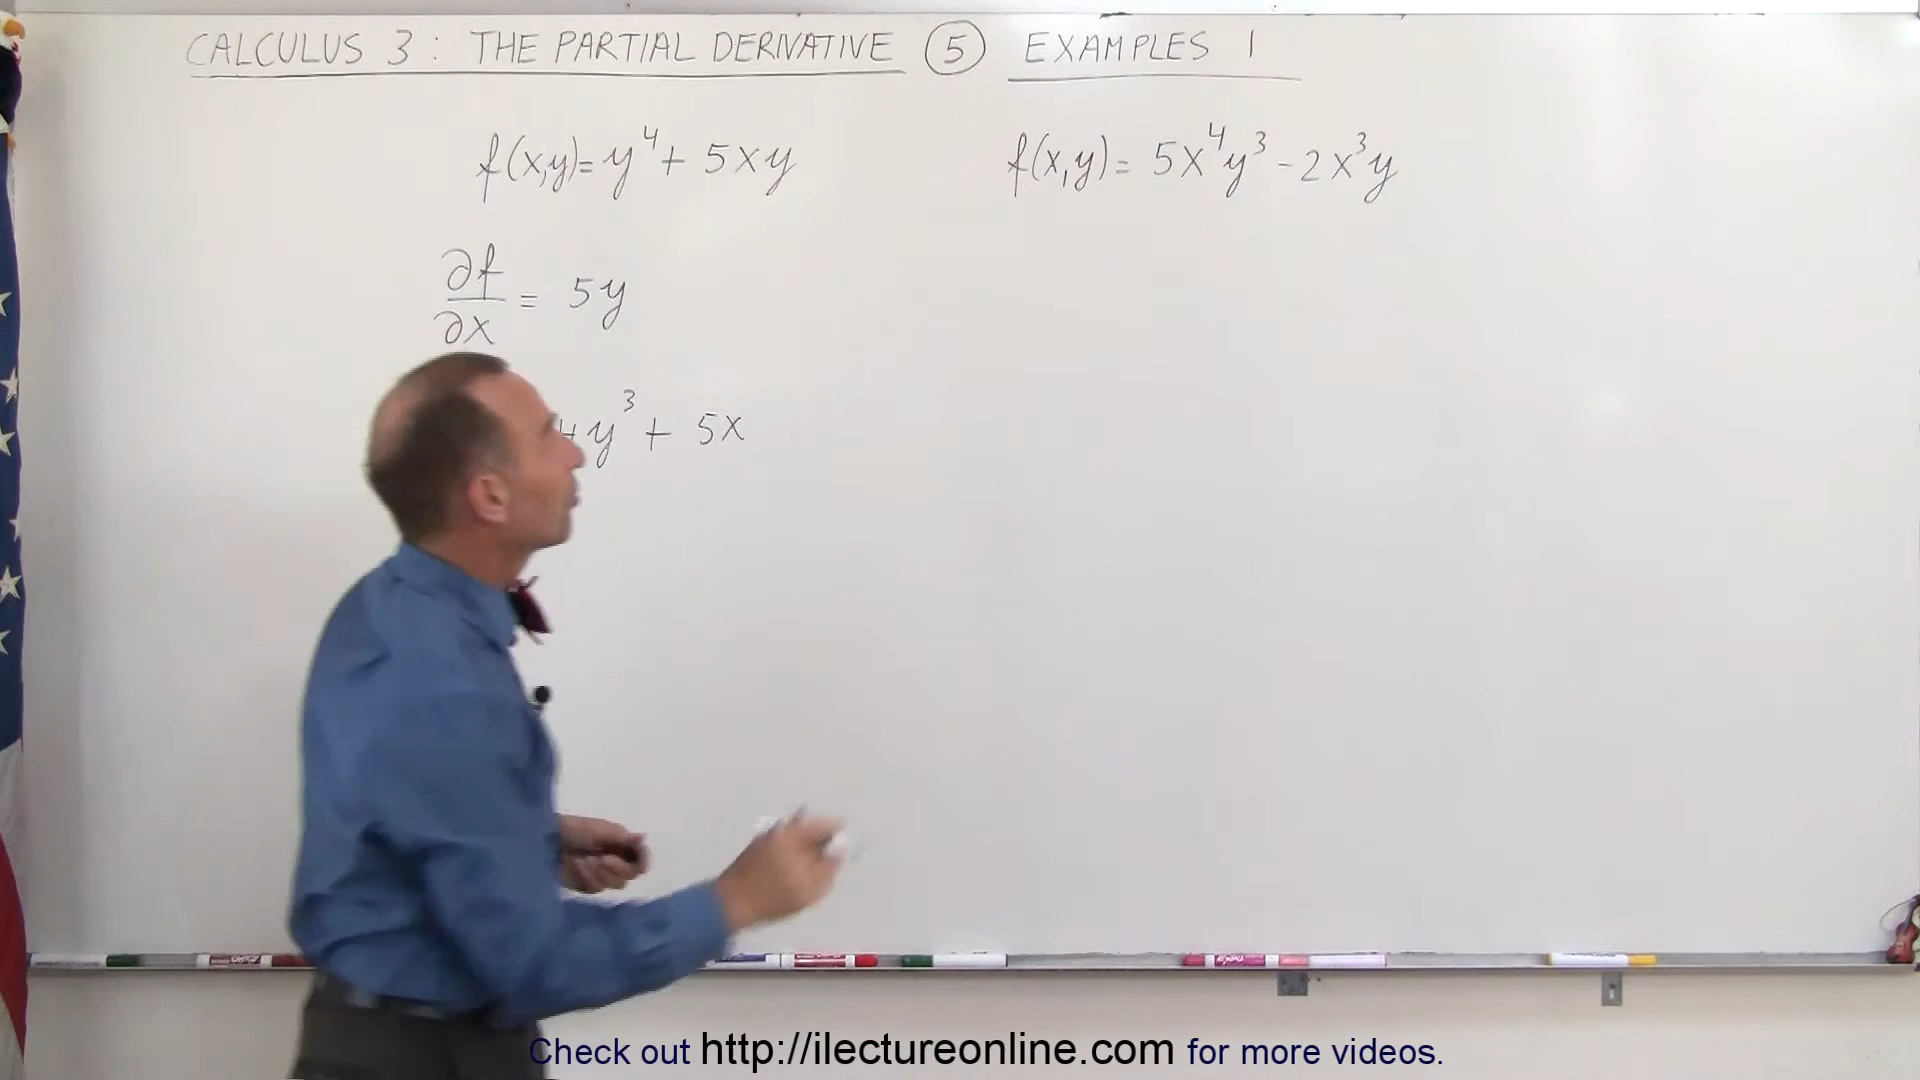 CALCULUS 3: THE PARTIAL DERIVATIVE ⑤ EXAMPLES 1
f(x,y)= y⁴+ 5xy
f(x,y)= 5x⁴y³ - 2x³y
∂f/∂x = 5y
4y³ + 5x
Check out http://ilectureonline.com for more videos.